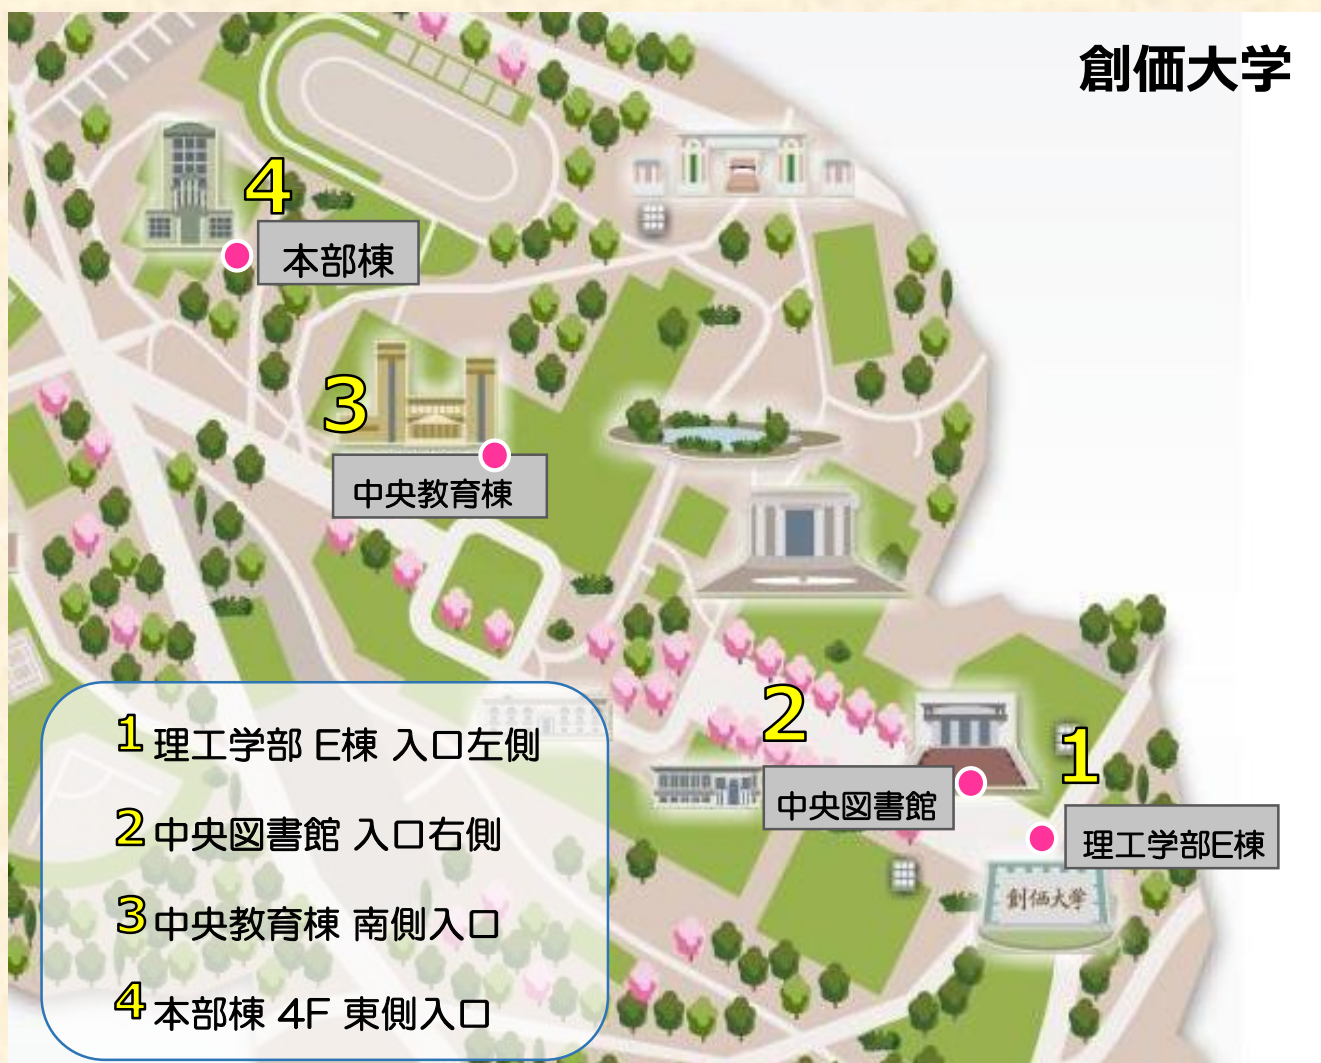 創価大学
4
本部棟
3
中央教育棟
2
中央図書館
1
理工学部E棟
創価大学
1 理工学部 E棟 入口左側
2 中央図書館 入口右側
3 中央教育棟 南側入口
4 本部棟 4F 東側入口